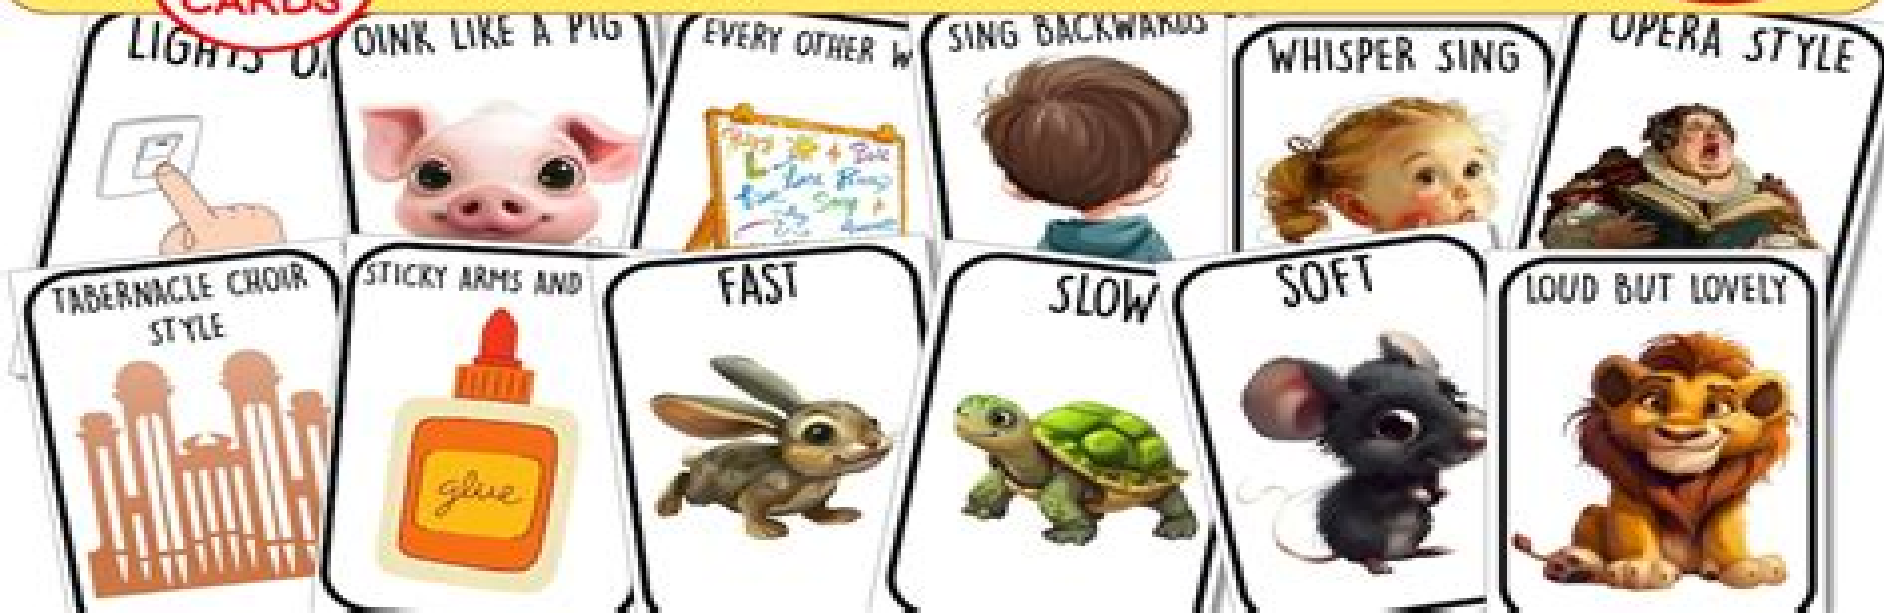 CARDS
LIGHTS
OINK LIKE A PIG
EVERY OTHER
SING BACKWARDS
WHISPER SING
OPERA STYLE
TABERNACLE CHOIR
STYLE
STICKY ARMS AND
FAST
SLOW
SOFT
LOUD BUT LOVELY
glue